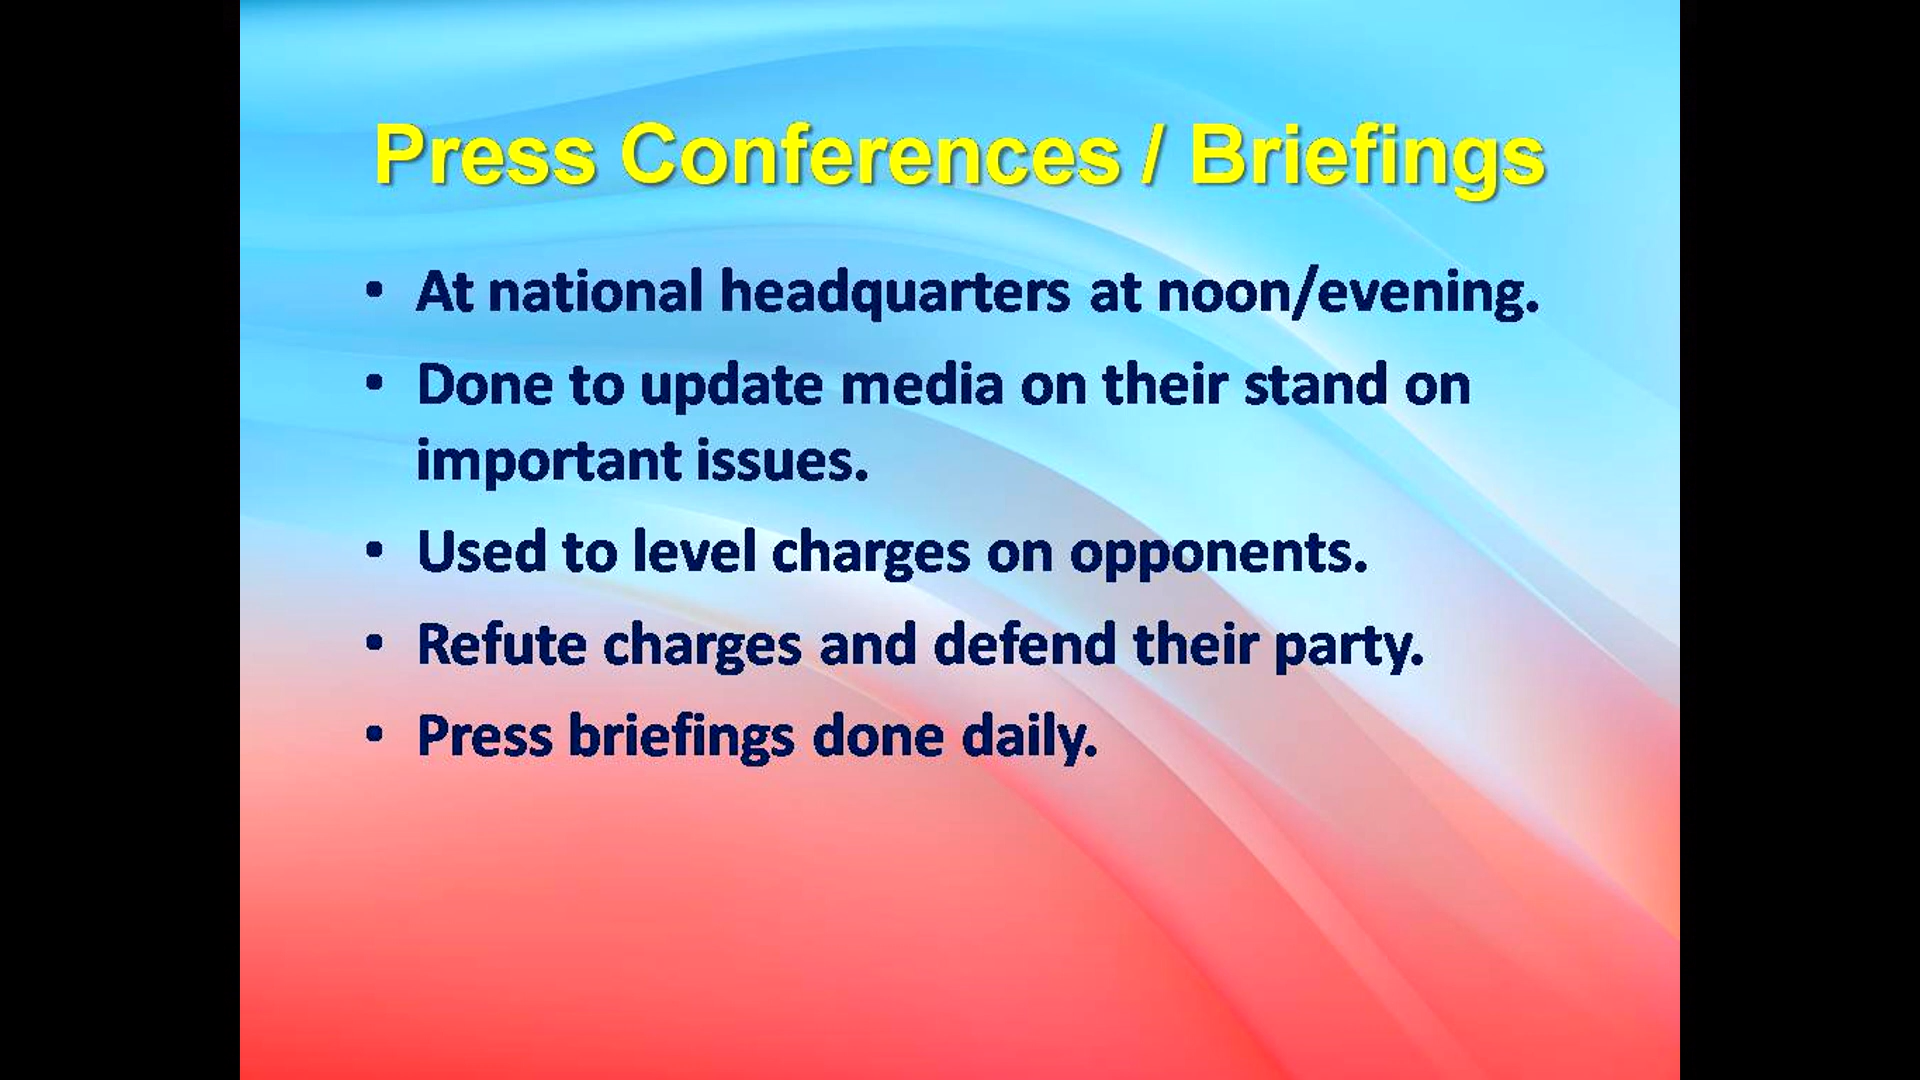 Press Conferences / Briefings
• At national headquarters at noon/evening.
• Done to update media on their stand on
important issues.
• Used to level charges on opponents.
• Refute charges and defend their party.
• Press briefings done daily.